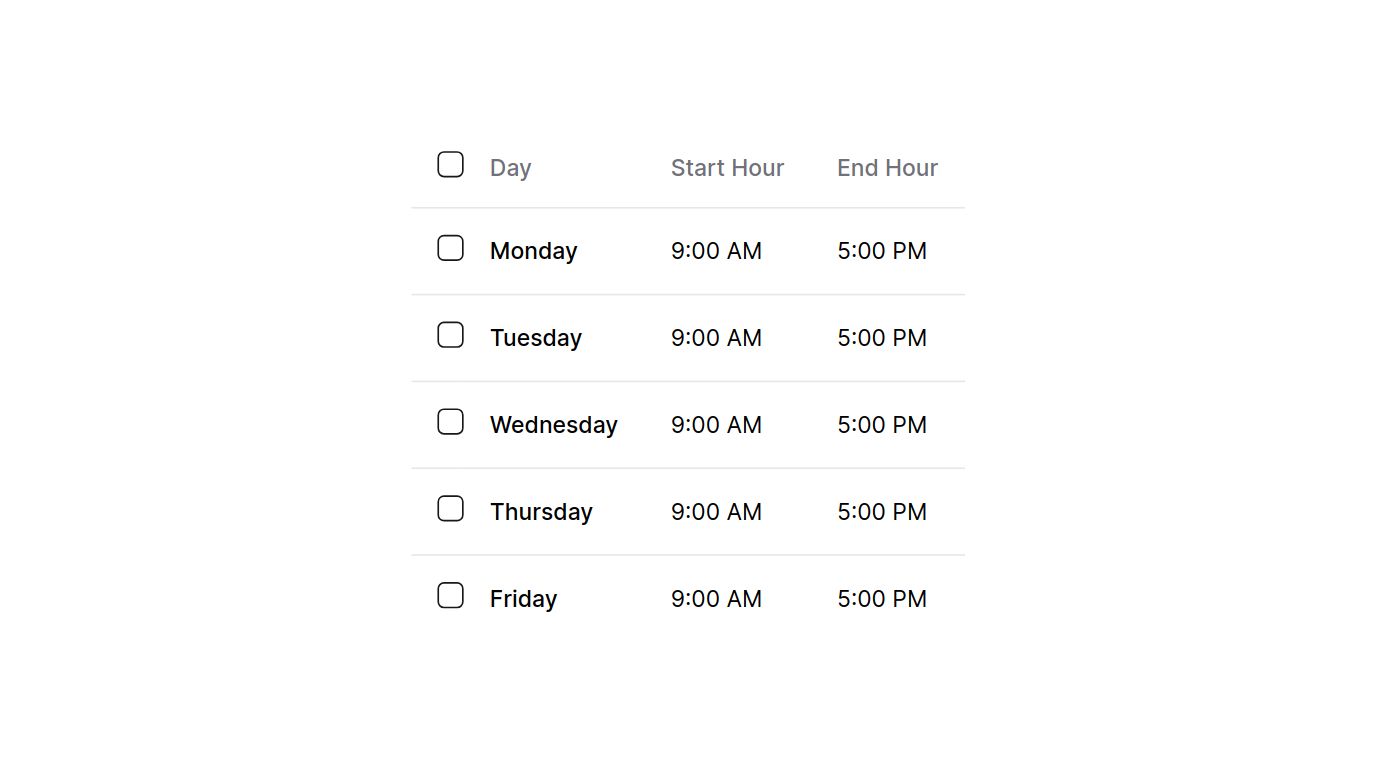 Day Start Hour End Hour
Monday 9:00 AM 5:00 PM
Tuesday 9:00 AM 5:00 PM
Wednesday 9:00 AM 5:00 PM
Thursday 9:00 AM 5:00 PM
Friday 9:00 AM 5:00 PM